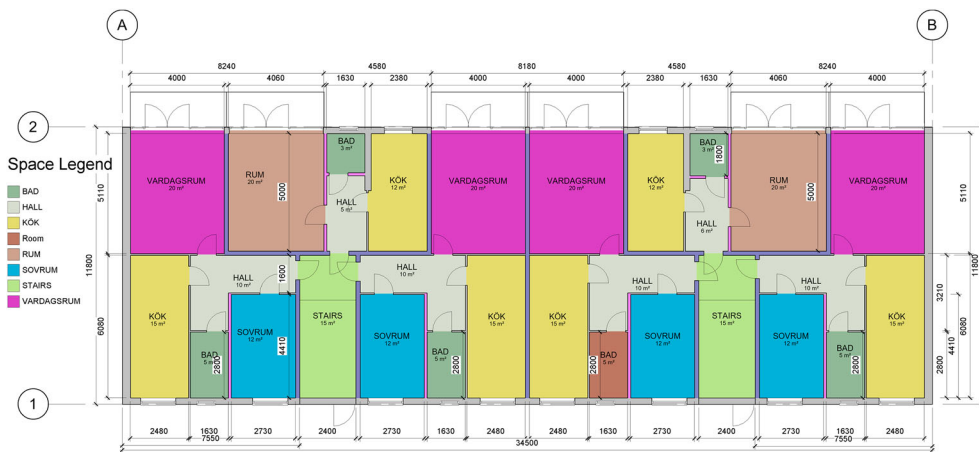 A
B
8240
4580
8180
4580
8240
4000
4060
1630
2380
4000
4000
2380
1630
4060
4000
2
1
Space Legend
BAD
HALL
KÖK
Room
RUM
SOVRUM
STAIRS
VARDAGSRUM
5110
11800
6080
VARDAGSRUM
20 m²
RUM
20 m²
5000
BAD
3 m²
HALL
5 m²
KÖK
12 m²
VARDAGSRUM
20 m²
VARDAGSRUM
20 m²
KÖK
12 m²
BAD
3 m²
1800
HALL
6 m²
RUM
20 m²
5000
VARDAGSRUM
20 m²
5110
11800
3210
4410
6080
2800
KÖK
15 m²
HALL
10 m²
1600
BAD
5 m²
2800
SOVRUM
12 m²
4410
STAIRS
15 m²
HALL
10 m²
SOVRUM
12 m²
BAD
5 m²
2800
KÖK
15 m²
KÖK
15 m²
HALL
10 m²
BAD
5 m²
2800
SOVRUM
12 m²
STAIRS
15 m²
HALL
10 m²
SOVRUM
12 m²
BAD
5 m²
2800
KÖK
15 m²
2480
1630
2730
2400
2730
1630
2480
2480
1630
2730
2400
2730
1630
2480
7550
34500
7550